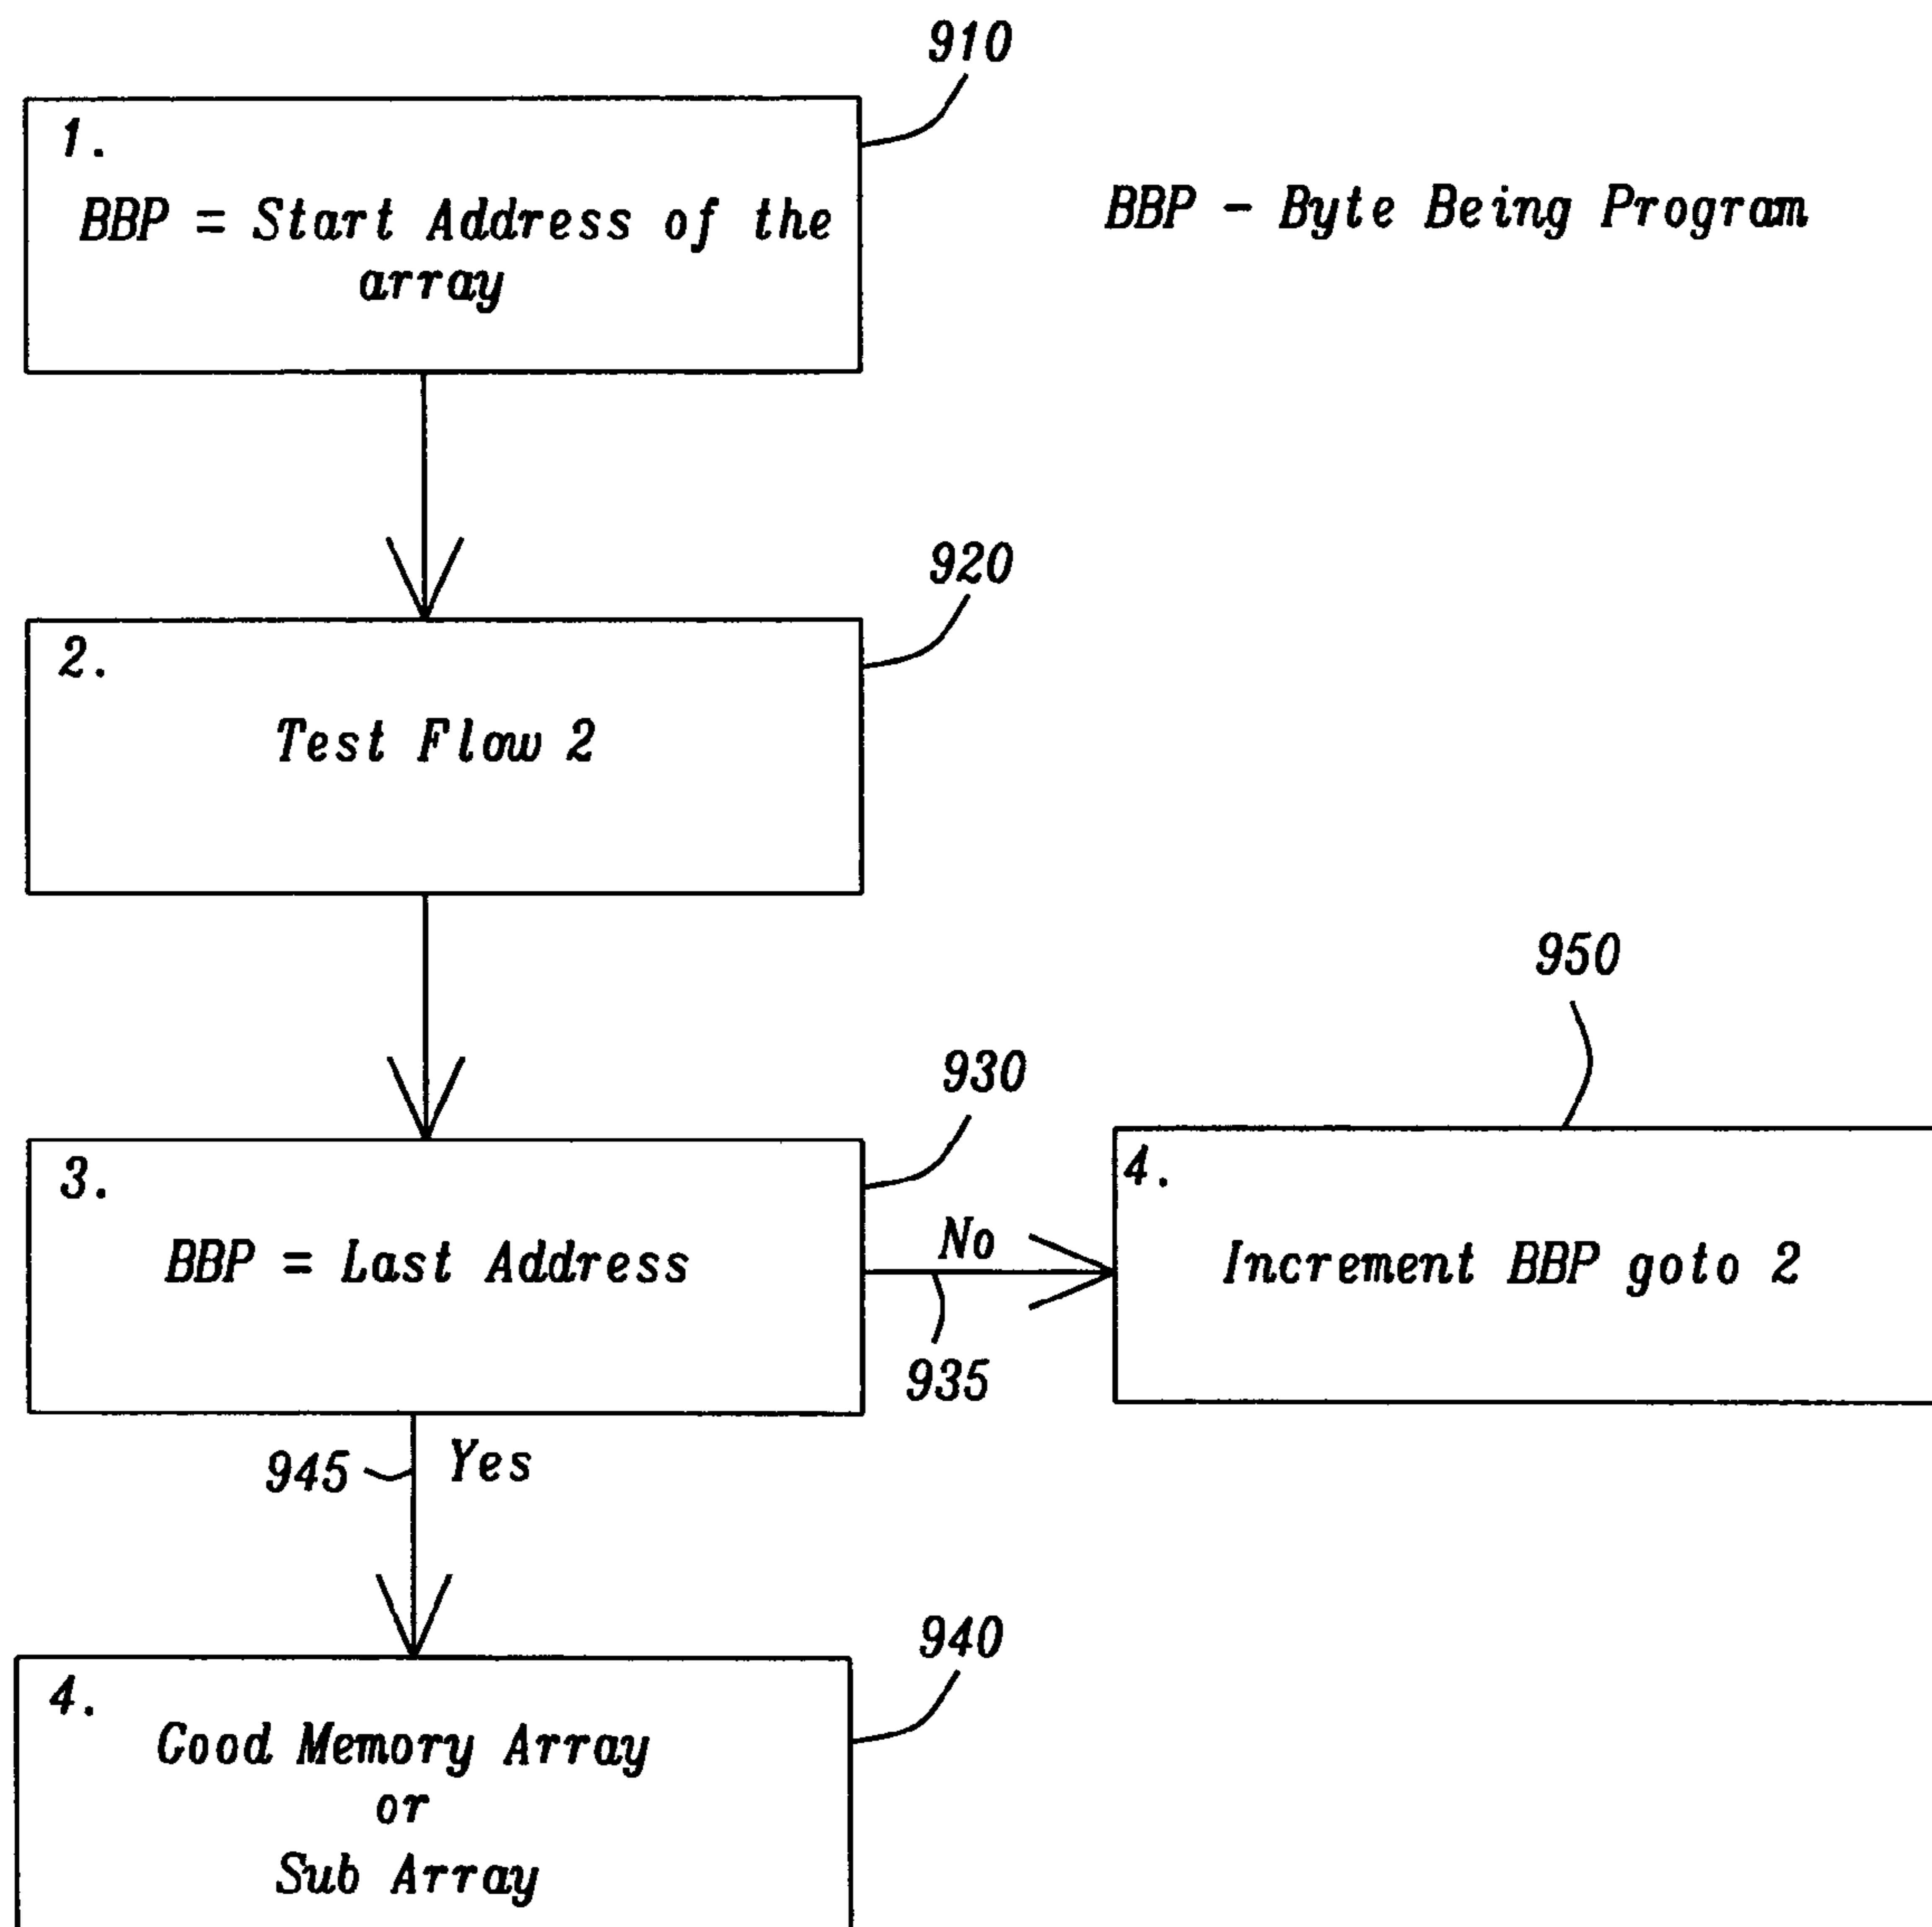 910
1.
BBP = Start Address of the
array
BBP - Byte Being Program
920
2.
Test Flow 2
950
930
3.
BBP = Last Address
No
935
4.
Increment BBP goto 2
945
Yes
940
4.
Good Memory Array
or
Sub Array